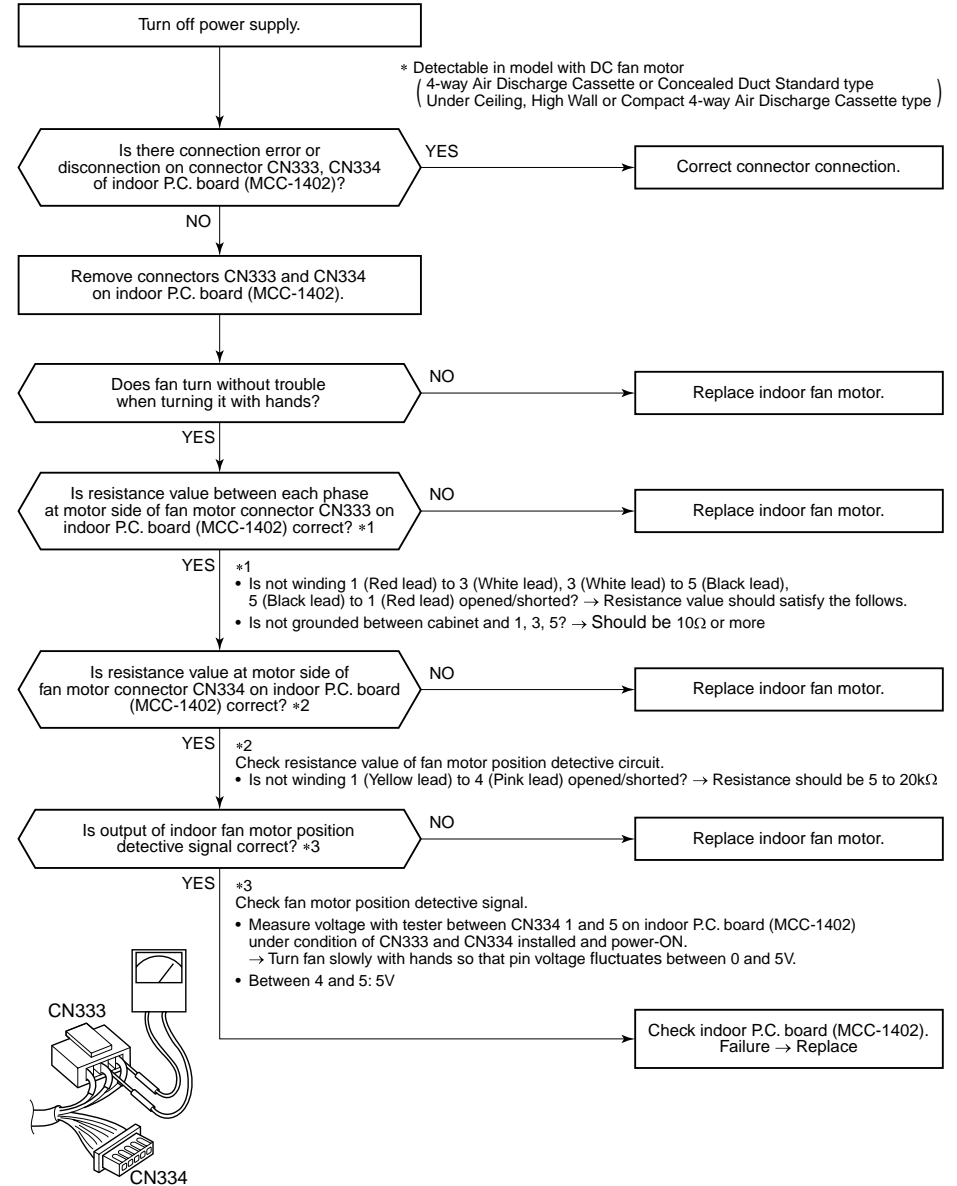 Turn off power supply.
* Detectable in model with DC fan motor
( 4-way Air Discharge Cassette or Concealed Duct Standard type
Under Ceiling, High Wall or Compact 4-way Air Discharge Cassette type )
Is there connection error or
disconnection on connector CN333, CN334
of indoor P.C. board (MCC-1402)?
YES
Correct connector connection.
NO
Remove connectors CN333 and CN334
on indoor P.C. board (MCC-1402).
Does fan turn without trouble
when turning it with hands?
NO
Replace indoor fan motor.
YES
Is resistance value between each phase
at motor side of fan motor connector CN333 on
indoor P.C. board (MCC-1402) correct? *1
NO
Replace indoor fan motor.
YES
*1
• Is not winding 1 (Red lead) to 3 (White lead), 3 (White lead) to 5 (Black lead),
5 (Black lead) to 1 (Red lead) opened/shorted? → Resistance value should satisfy the follows.
• Is not grounded between cabinet and 1, 3, 5? → Should be 10Ω or more
Is resistance value at motor side of
fan motor connector CN334 on indoor P.C. board
(MCC-1402) correct? *2
NO
Replace indoor fan motor.
YES
*2
Check resistance value of fan motor position detective circuit.
• Is not winding 1 (Yellow lead) to 4 (Pink lead) opened/shorted? → Resistance should be 5 to 20kΩ
Is output of indoor fan motor position
detective signal correct? *3
NO
Replace indoor fan motor.
YES
*3
Check fan motor position detective signal.
• Measure voltage with tester between CN334 1 and 5 on indoor P.C. board (MCC-1402)
under condition of CN333 and CN334 installed and power-ON.
→ Turn fan slowly with hands so that pin voltage fluctuates between 0 and 5V.
• Between 4 and 5: 5V
Check indoor P.C. board (MCC-1402).
Failure → Replace
CN333
CN334